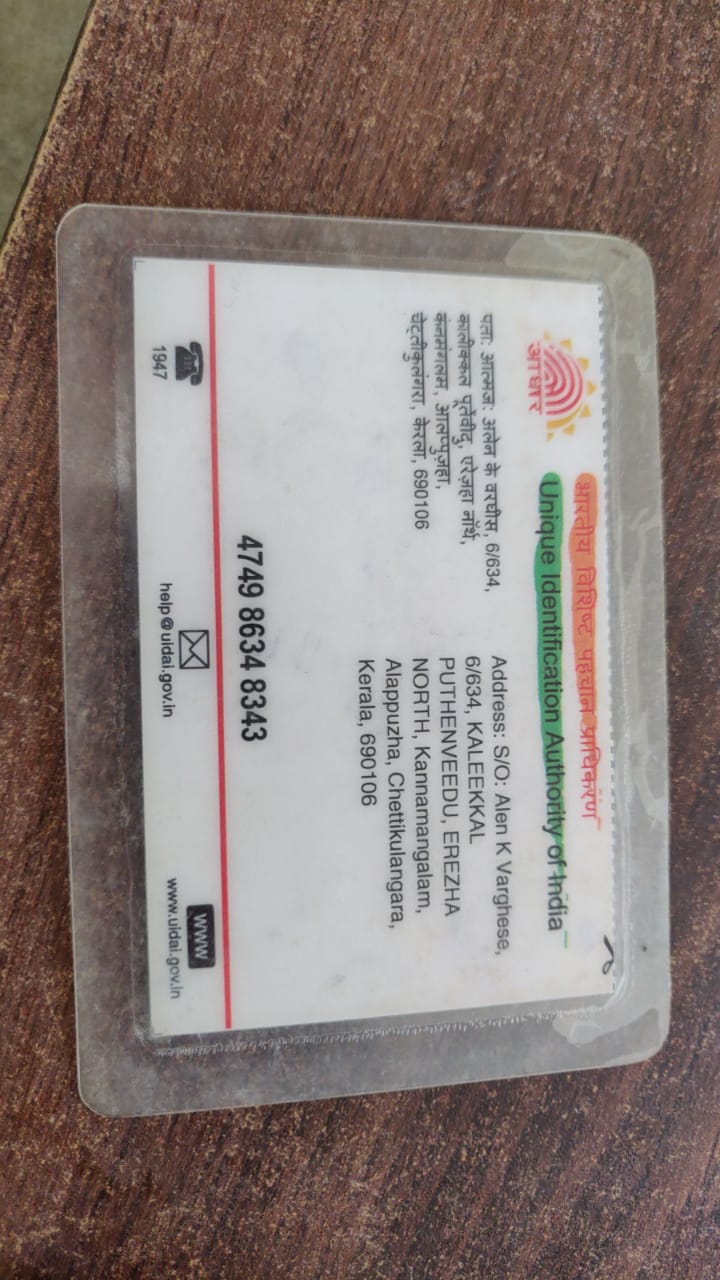 भारतीय विशिष्ट पहचान प्राधिकरण
Unique Identification Authority of India
आधार
पता: आत्मज: अलेन के वरघीस, 6/634,
कालीक्कल पूतेंवीदु, एरेज़हा नॉर्थ,
कंनमंगलम, आलप्पुज़हा,
चेट्टीकुलंगरा, केरला, 690106
Address: S/O: Alen K Varghese,
6/634, KALEEKKAL
PUTHENVEEDU, EREZHA
NORTH, Kannamangalam,
Alappuzha, Chettikulangara,
Kerala, 690106
4749 8634 8343
1947
help@uidai.gov.in
WWW
www.uidai.gov.in